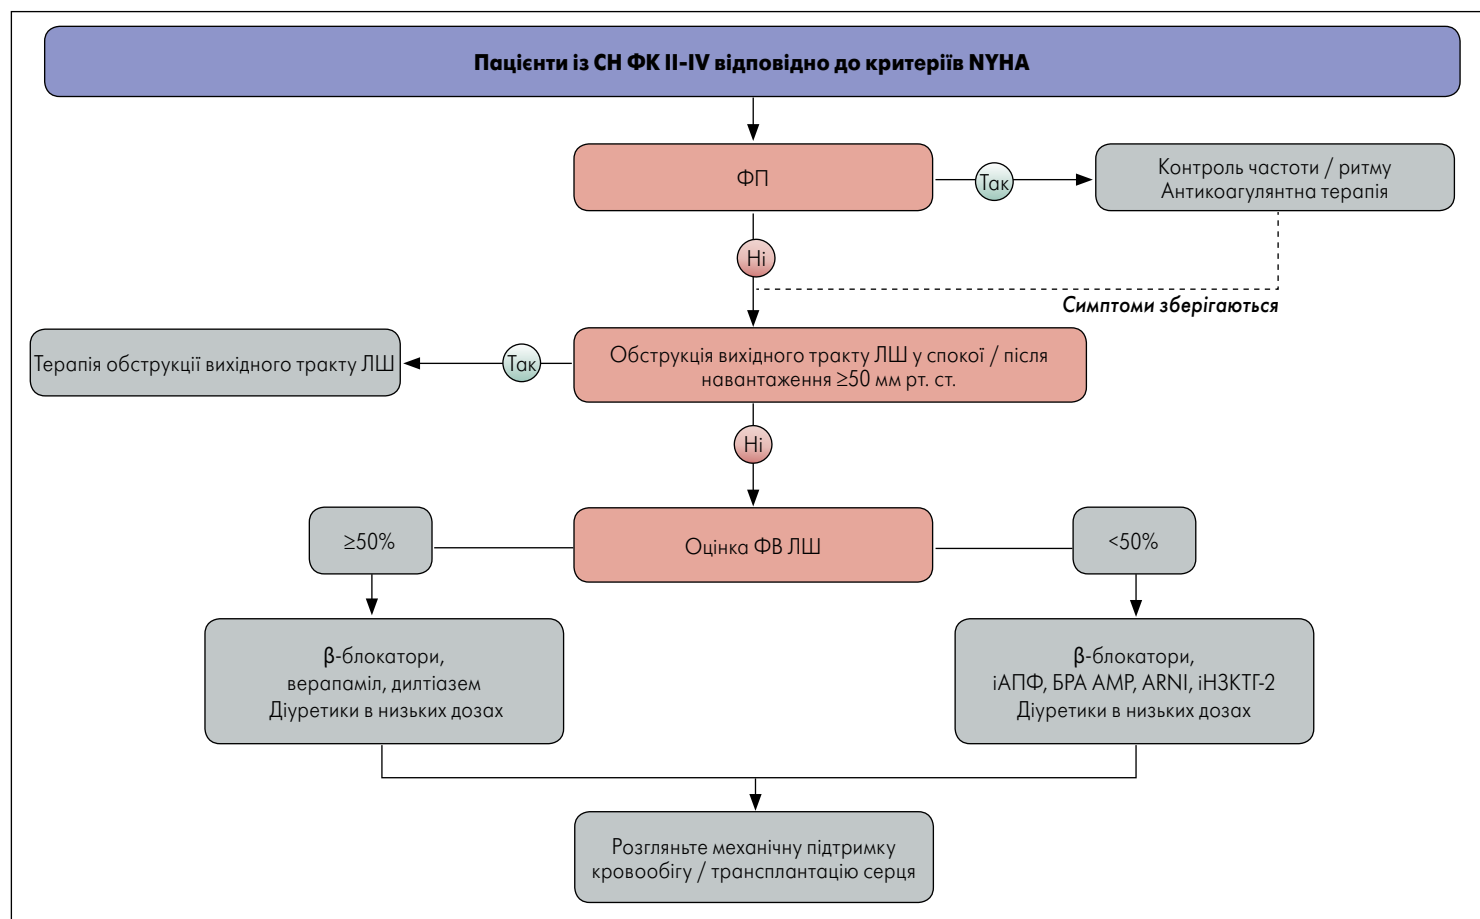 Пацієнти із СН ФК II-IV відповідно до критеріїв NYHA
ФП
Так
Контроль частоти / ритму
Антикоагулянтна терапія
Ні
Симптоми зберігаються
Терапія обструкції вихідного тракту ЛШ
Так
Обструкція вихідного тракту ЛШ у спокої / після
навантаження ≥50 мм рт. ст.
Ні
≥50%
Оцінка ФВ ЛШ
<50%
β-блокатори,
верапаміл, дилтіазем
Діуретики в низьких дозах
β-блокатори,
іАПФ, БРА АМР, ARNI, іНЗКТГ-2
Діуретики в низьких дозах
Розгляньте механічну підтримку
кровообігу / трансплантацію серця